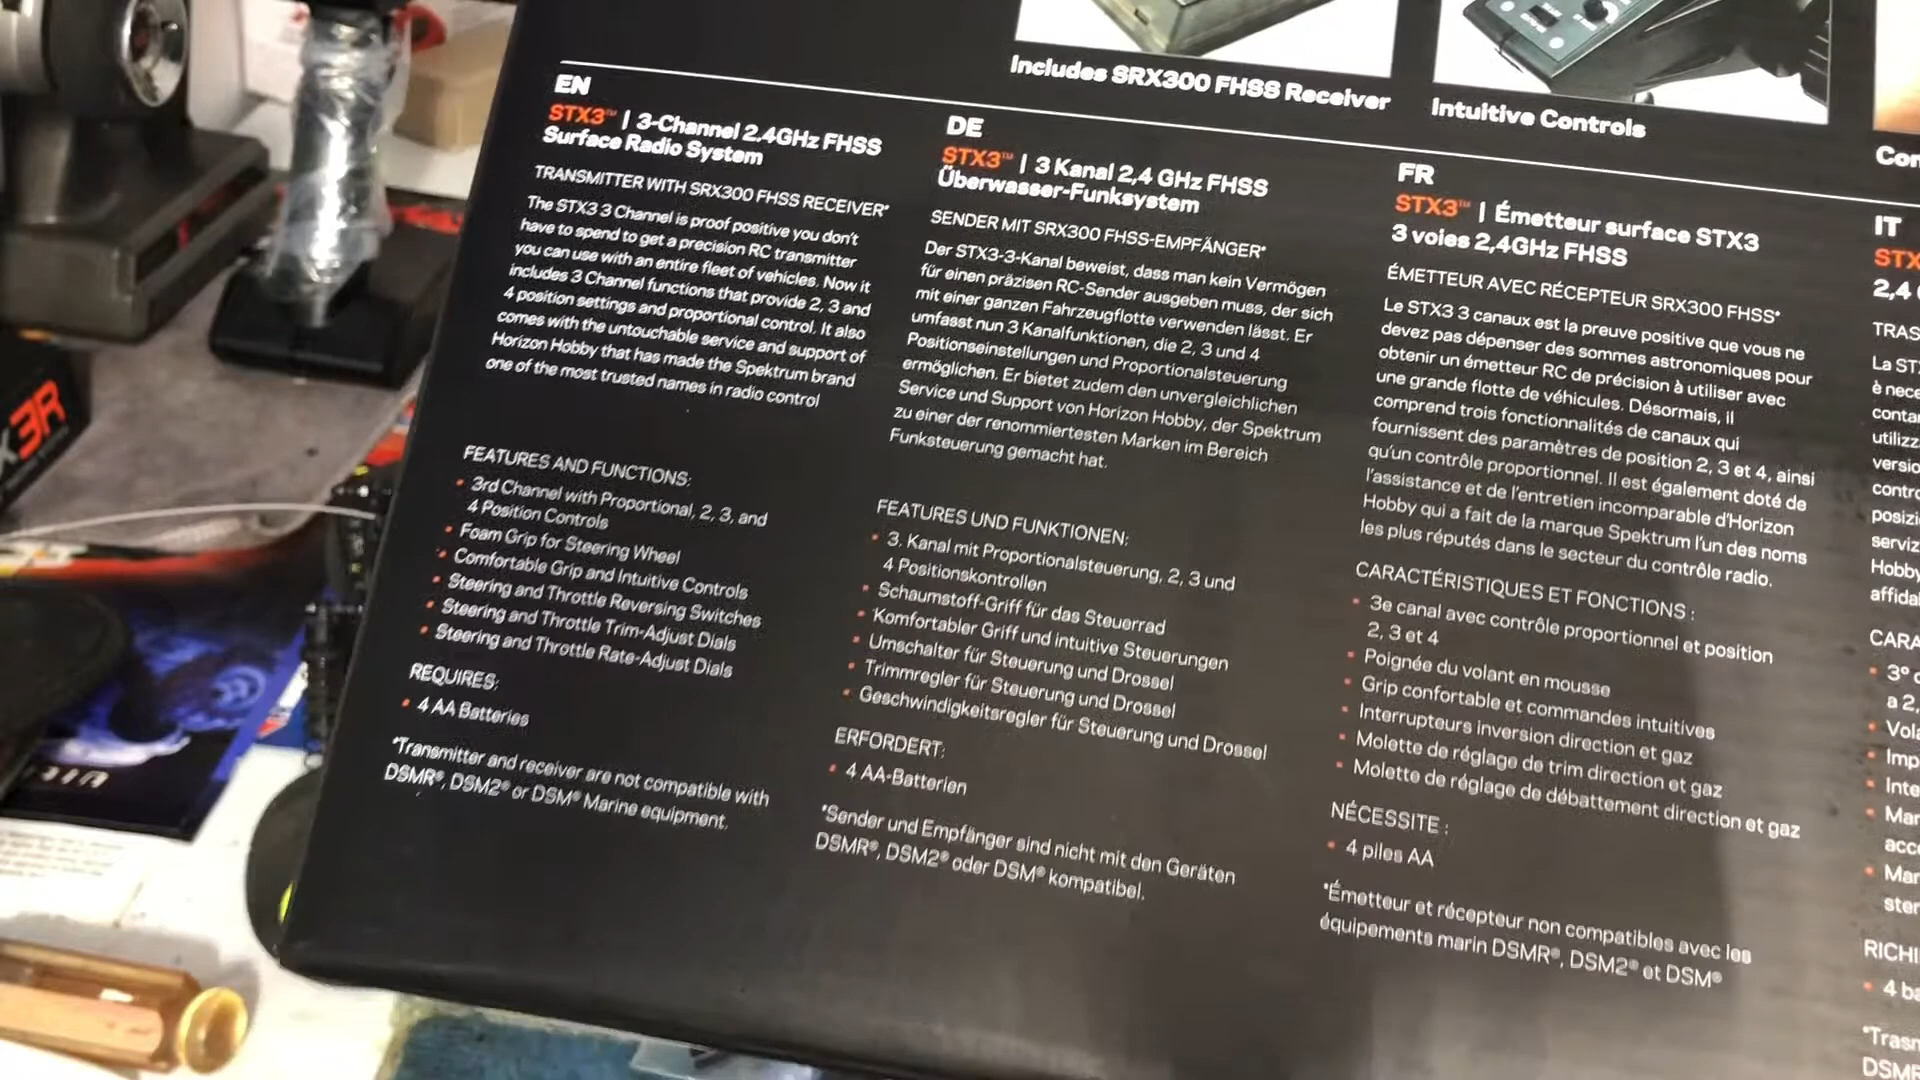 Includes SRX300 FHSS Receiver
Intuitive Controls
EN
STX3™ | 3-Channel 2.4GHz FHSS
Surface Radio System
TRANSMITTER WITH SRX300 FHSS RECEIVER*
The STX3 3 Channel is proof positive you don't
have to spend to get a precision RC transmitter
you can use with an entire fleet of vehicles. Now it
includes 3 Channel functions that provide 2, 3 and
4 position settings and proportional control. It also
comes with the untouchable service and support of
Horizon Hobby that has made the Spektrum brand
one of the most trusted names in radio control
FEATURES AND FUNCTIONS:
• 3rd Channel with Proportional, 2, 3, and
4 Position Controls
• Foam Grip for Steering Wheel
• Comfortable Grip and Intuitive Controls
• Steering and Throttle Reversing Switches
• Steering and Throttle Trim-Adjust Dials
• Steering and Throttle Rate-Adjust Dials
REQUIRES:
• 4 AA Batteries
*Transmitter and receiver are not compatible with
DSMR®, DSM2® or DSM® Marine equipment.
DE
STX3™ | 3 Kanal 2,4 GHz FHSS
Überwasser-Funksystem
SENDER MIT SRX300 FHSS-EMPFÄNGER*
Der STX3-3-Kanal beweist, dass man kein Vermögen
für einen präzisen RC-Sender ausgeben muss, der sich
mit einer ganzen Fahrzeugflotte verwenden lässt. Er
umfasst nun 3 Kanalfunktionen, die 2, 3 und 4
Positionseinstellungen und Proportionalsteuerung
ermöglichen. Er bietet zudem den unvergleichlichen
Service und Support von Horizon Hobby, der Spektrum
zu einer der renommiertesten Marken im Bereich
Funksteuerung gemacht hat.
FEATURES UND FUNKTIONEN:
• 3. Kanal mit Proportionalsteuerung, 2, 3 und
4 Positionskontrollen
• Schaumstoff-Griff für das Steuerrad
• Komfortabler Griff und intuitive Steuerungen
• Umschalter für Steuerung und Drossel
• Trimmregler für Steuerung und Drossel
• Geschwindigkeitsregler für Steuerung und Drossel
ERFORDERT:
• 4 AA-Batterien
*Sender und Empfänger sind nicht mit den Geräten
DSMR®, DSM2® oder DSM® kompatibel.
FR
STX3™ | Émetteur surface STX3
3 voies 2,4GHz FHSS
ÉMETTEUR AVEC RÉCEPTEUR SRX300 FHSS*
Le STX3 3 canaux est la preuve positive que vous ne
devez pas dépenser des sommes astronomiques pour
obtenir un émetteur RC de précision à utiliser avec
une grande flotte de véhicules. Désormais, il
comprend trois fonctionnalités de canaux qui
fournissent des paramètres de position 2, 3 et 4, ainsi
qu'un contrôle proportionnel. Il est également doté de
l'assistance et de l'entretien incomparable d'Horizon
Hobby qui a fait de la marque Spektrum l'un des noms
les plus réputés dans le secteur du contrôle radio.
CARACTÉRISTIQUES ET FONCTIONS :
• 3e canal avec contrôle proportionnel et position
2, 3 et 4
• Poignée du volant en mousse
• Grip confortable et commandes intuitives
• Interrupteurs inversion direction et gaz
• Molette de réglage de trim direction et gaz
• Molette de réglage de débattement direction et gaz
NÉCESSITE :
• 4 piles AA
*Émetteur et récepteur non compatibles avec les
équipements marin DSMR®, DSM2® et DSM®
IT
2,4
La
Hobby
3R